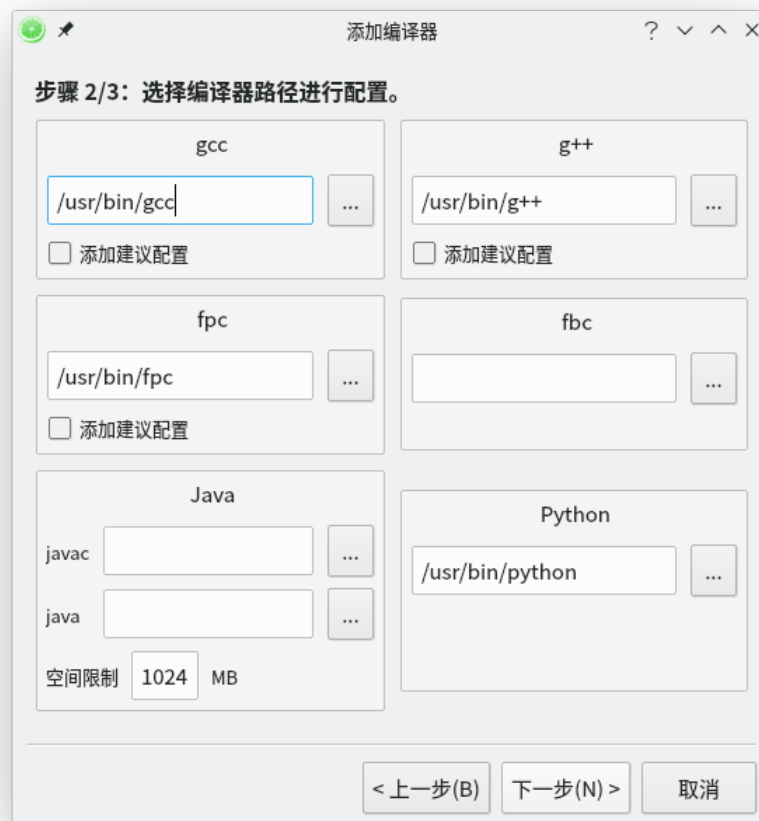 添加编译器
步骤 2/3：选择编译器路径进行配置。
gcc
/usr/bin/gcc
...
添加建议配置
g++
/usr/bin/g++
...
添加建议配置
fpc
/usr/bin/fpc
...
添加建议配置
fbc
...
Java
javac
...
java
...
空间限制 1024 MB
Python
/usr/bin/python
...
< 上一步(B) 下一步(N) > 取消